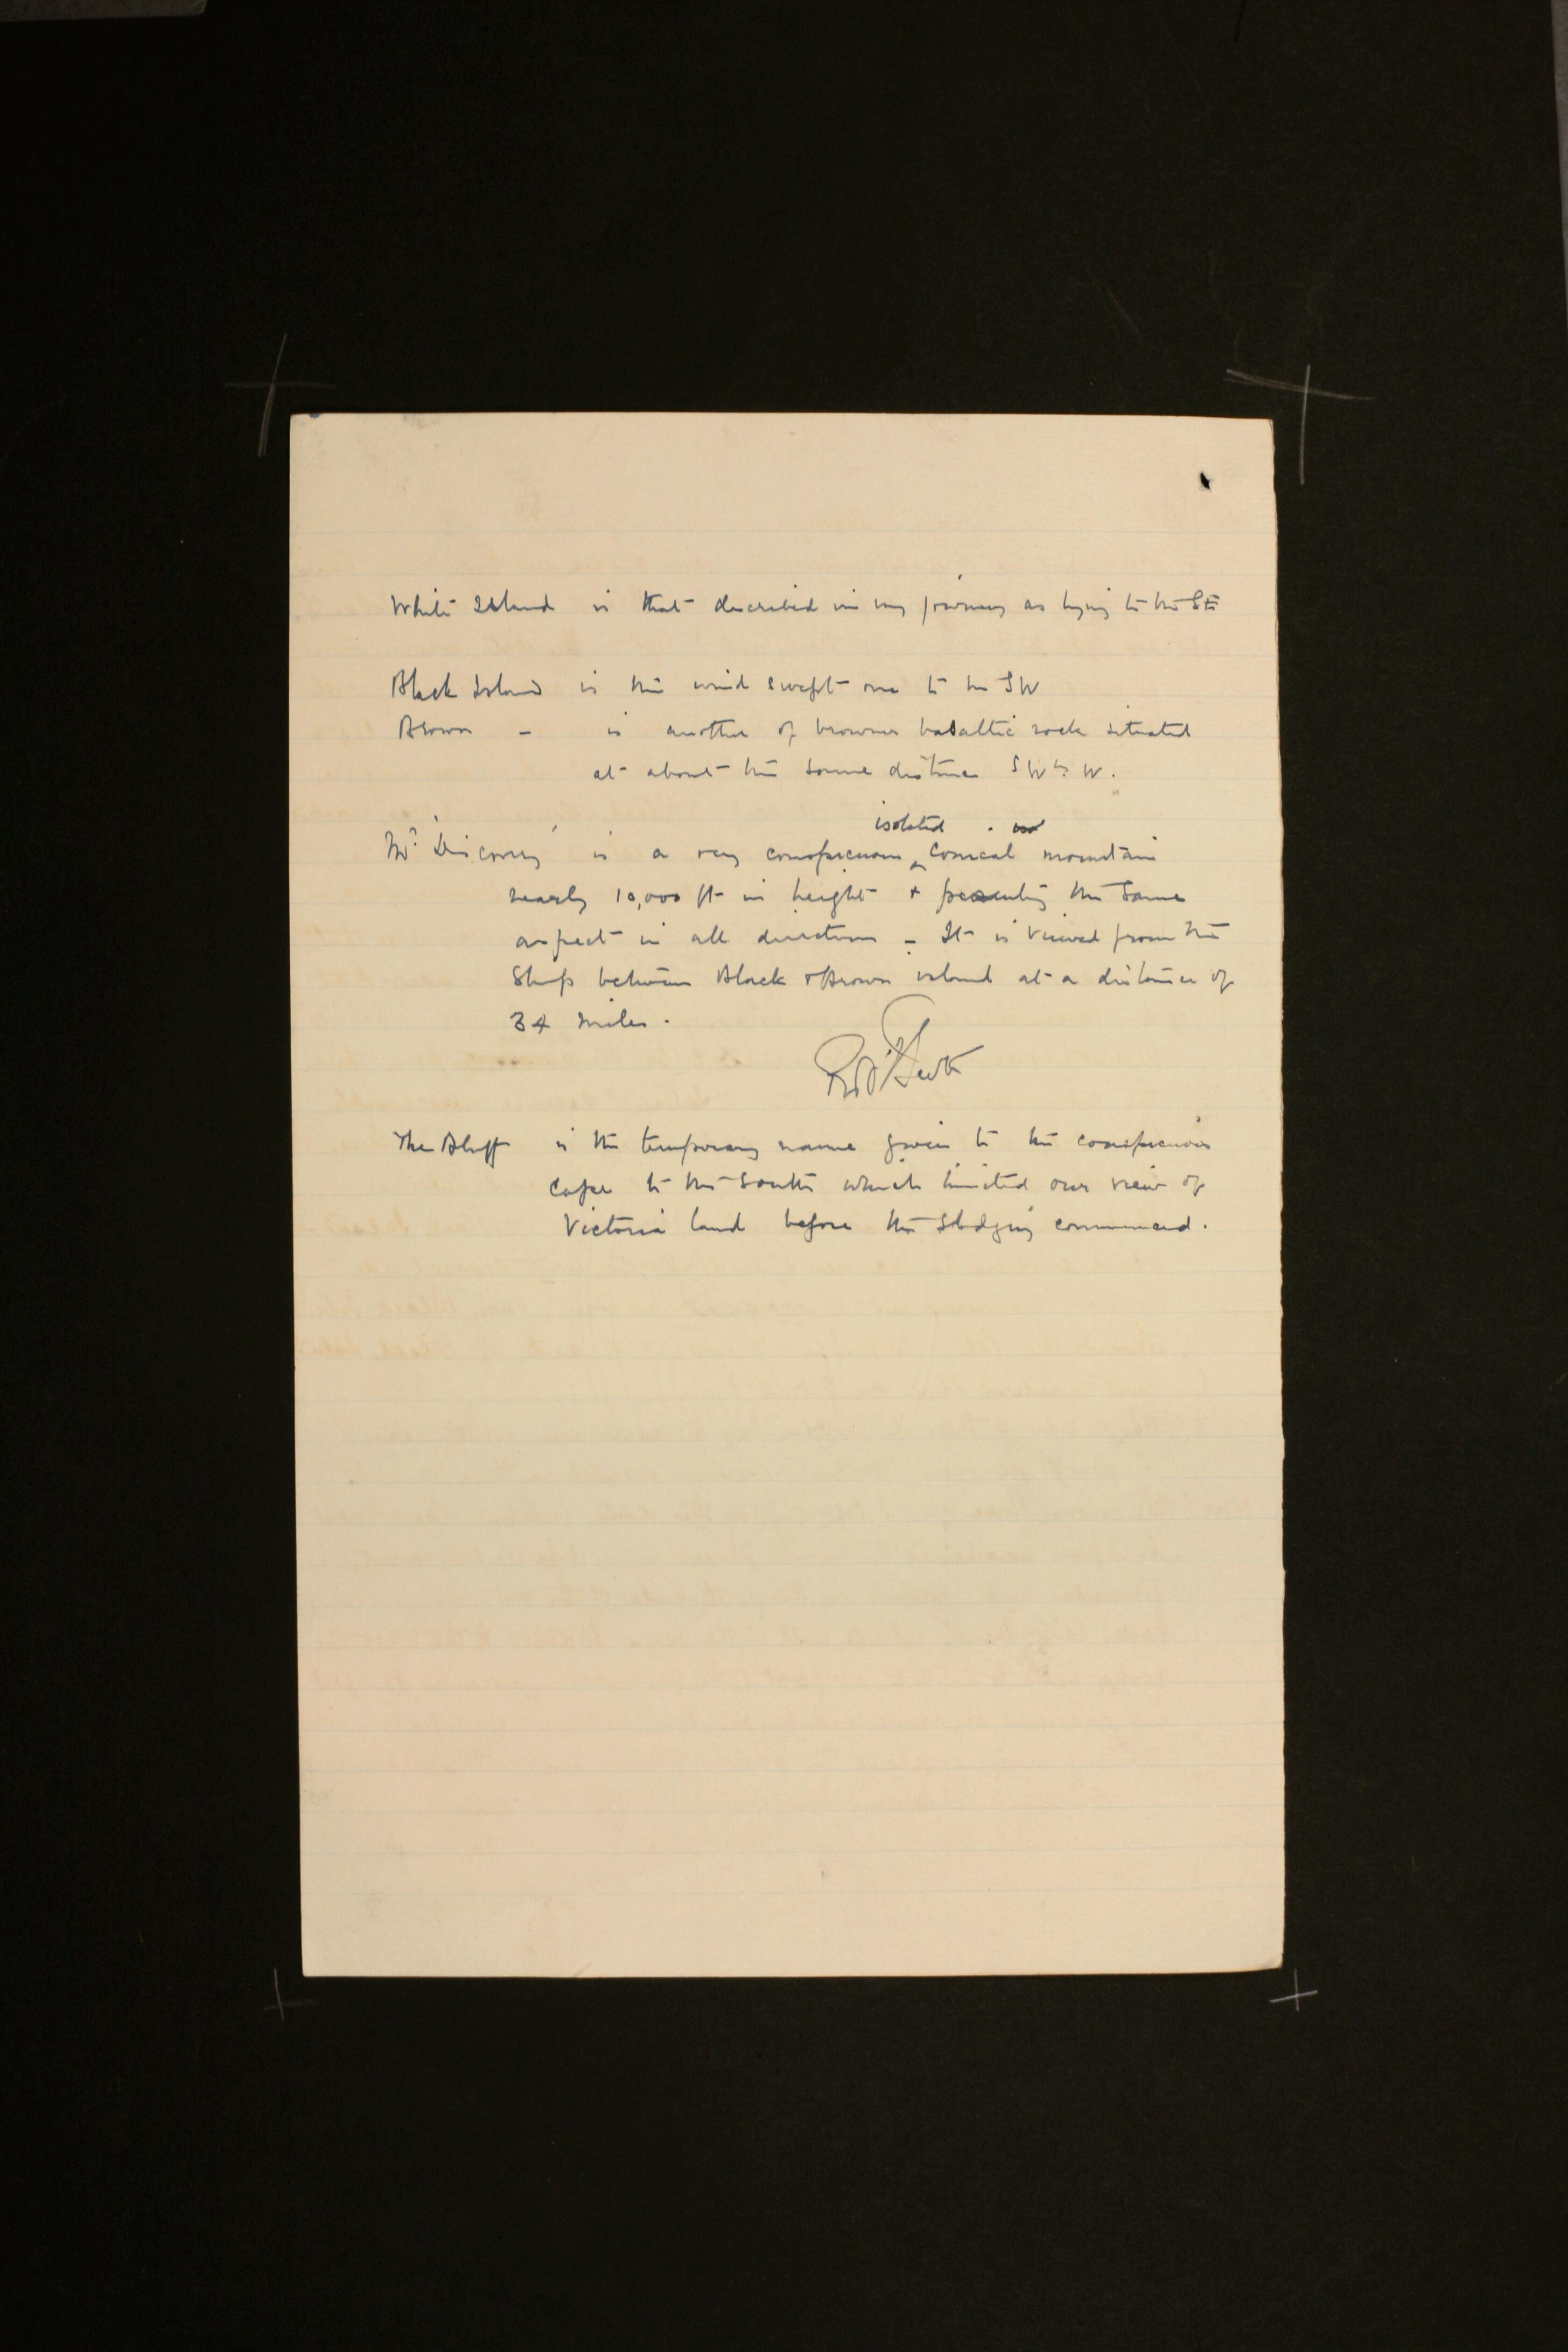 White Island is that described in my journey as lying to the Sth
Black Island is the wind swept one to the SW
Brown - is another of browner basaltic rock situated
at about the same distance SW by W.
isolated
Mt 'Discovery' is a very conspicuous ‸ conical mountain
nearly 10,000 ft in height + presenting the same
aspect in all directions - It is viewed from the
Ship between Black + Brown island at a distance of
34 miles.
The Bluff is the temporary name given to the conspicuous
Cape to the South which limited our view of
Victoria land before the sledging commenced.